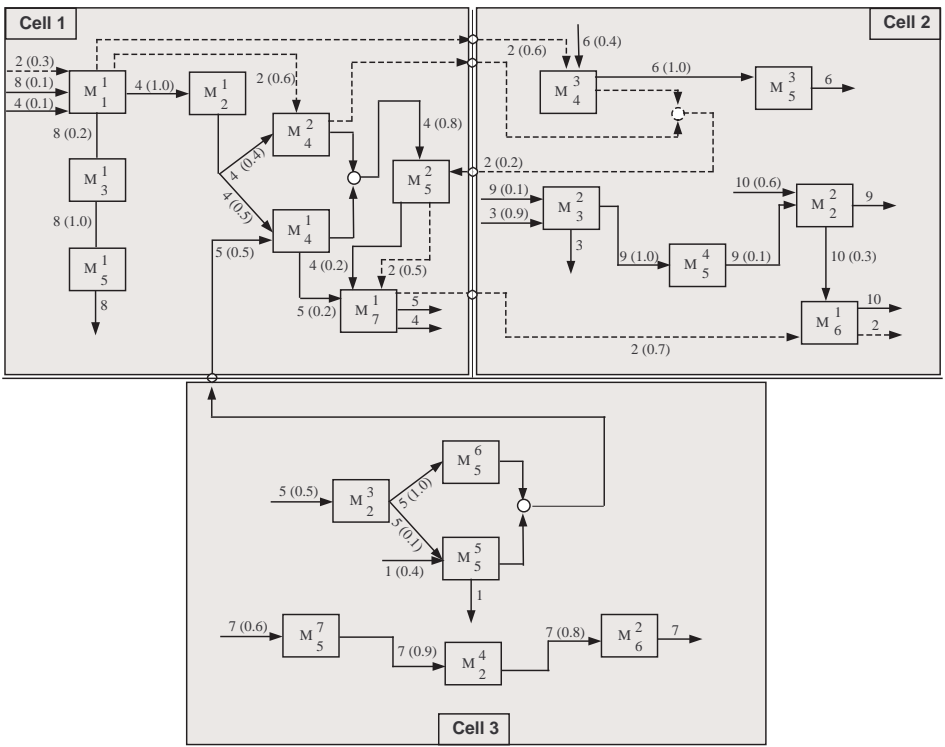 Cell 1
Cell 2
2 (0.3)
8 (0.1)
4 (0.1)
M 1 1
4 (1.0)
M 1 2
2 (0.6)
M 2 4
8 (0.2)
M 1 3
8 (1.0)
M 1 5
8
4 (0.4)
4 (0.5)
M 1 4
5 (0.5)
4 (0.8)
M 2 5
4 (0.2)
2 (0.5)
5 (0.2)
M 1 7
5
4
2 (0.6)
6 (0.4)
M 3 4
6 (1.0)
M 3 5
6
2 (0.2)
9 (0.1)
3 (0.9)
M 2 3
3
9 (1.0)
M 4 5
9 (0.1)
10 (0.6)
M 2 2
9
10 (0.3)
M 1 6
10
2
2 (0.7)
5 (0.5)
M 3 2
5 (1.0)
5 (0.1)
M 6 5
1 (0.4)
M 5 5
1
7 (0.6)
M 7 5
7 (0.9)
M 4 2
7 (0.8)
M 2 6
7
Cell 3